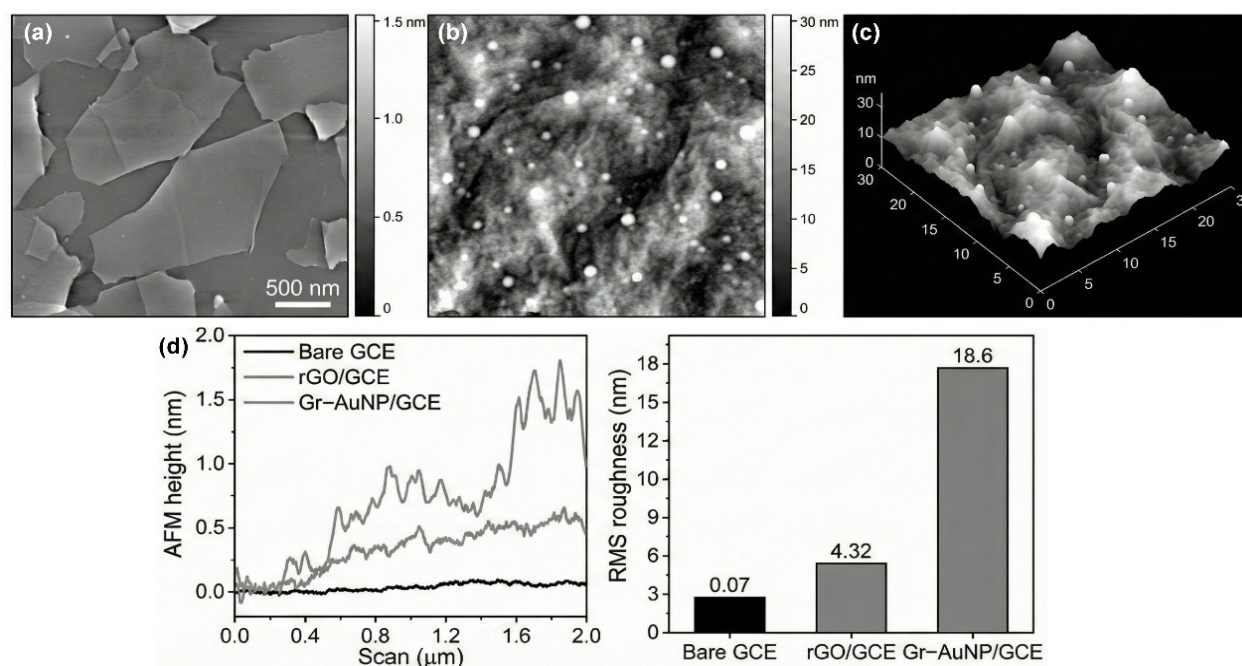 (a)
500 nm
1.5 nm
1.0
0.5
0
(b)
30 nm
25
20
15
10
5
0
(c)
nm
30
10
0
30
20
15
10
5
0
0
5
10
15
20
3
(d)
2.0
1.5
1.0
0.5
0.0
AFM height (nm)
Bare GCE
rGO/GCE
Gr–AuNP/GCE
0.0 0.4 0.8 1.2 1.6 2.0
Scan (μm)
RMS roughness (nm)
18
12
15
18
6
3
0
0.07
4.32
18.6
Bare GCE rGO/GCE Gr–AuNP/GCE